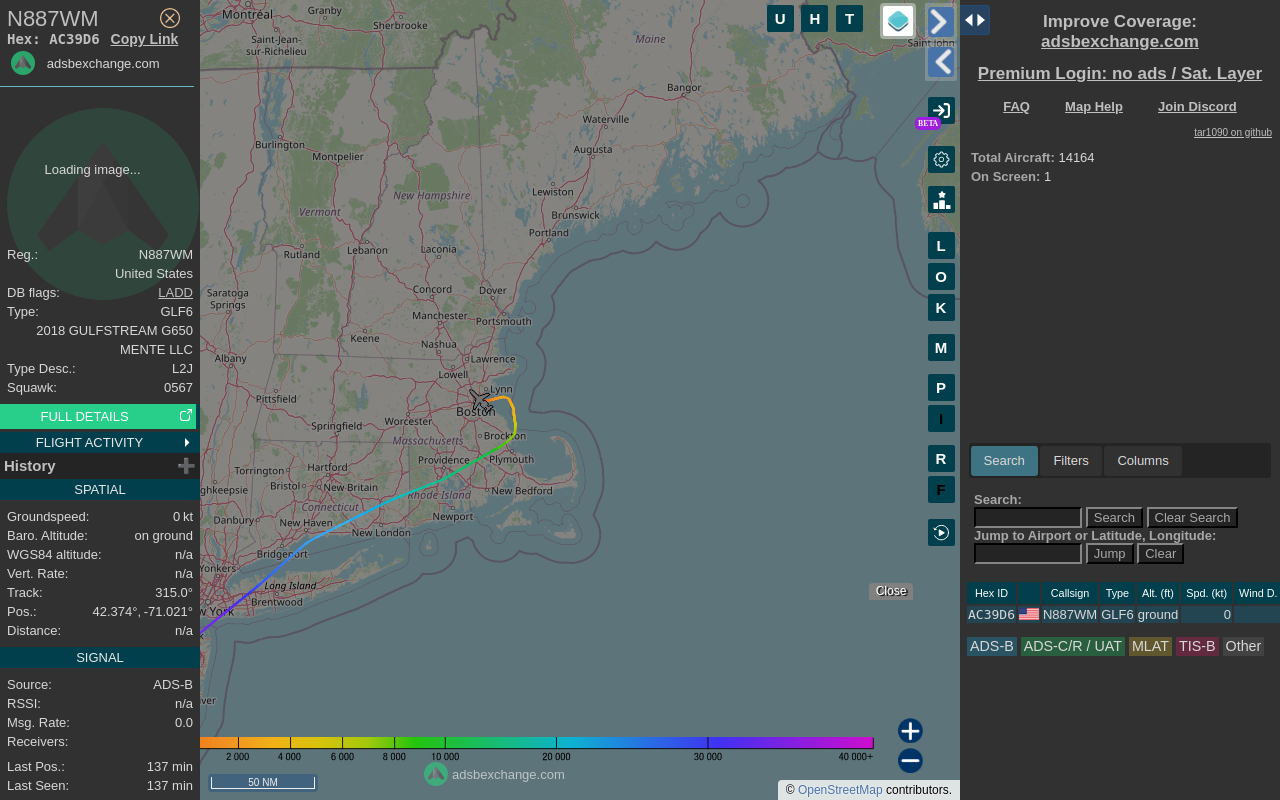 N887WM
Hex: AC39D6 Copy Link
adsbexchange.com
Loading image...
Reg.: N887WM
United States
DB flags: LADD
Type: GLF6
2018 GULFSTREAM G650
MENTE LLC
Type Desc.: L2J
Squawk: 0567
FULL DETAILS
FLIGHT ACTIVITY
History
SPATIAL
Groundspeed: 0 kt
Baro. Altitude: on ground
WGS84 altitude: n/a
Vert. Rate: n/a
Track: 315.0°
Pos.: 42.374°, -71.021°
Distance: n/a
SIGNAL
Source: ADS-B
RSSI: n/a
Msg. Rate: 0.0
Receivers:
Last Pos.: 137 min
Last Seen: 137 min
Montréal
Granby
Sherbrooke
Saint-Jean-
sur-Richelieu
Maine
Saint John
Bangor
Waterville
Burlington
Augusta
Montpelier
Lewiston
New Hampshire
Vermont
Brunswick
Portland
Rutland
Lebanon
Laconia
Saratoga
Springs
Concord
Dover
Manchester
Portsmouth
Keene
Nashua
Albany
Lawrence
Lowell
Lynn
Pittsfield
Boston
Worcester
Springfield
Massachusetts
Brockton
Providence
Plymouth
Torrington
Hartford
ghkeepsie
Bristol
New Britain
Rhode Island
New Bedford
Connecticut
Danbury
New Haven
Newport
New London
Bridgeport
Yonkers
Long Island
Brentwood
w York
iver
U H T
BETA
L
O
K
M
P
I
R
F
Close
2 000 4 000 6 000 8 000 10 000 20 000 30 000 40 000+
50 NM
adsbexchange.com
© OpenStreetMap contributors.
Improve Coverage:
adsbexchange.com
Premium Login: no ads / Sat. Layer
FAQ Map Help Join Discord
tar1090 on github
Total Aircraft: 14164
On Screen: 1
Search Filters Columns
Search:
Search Clear Search
Jump to Airport or Latitude, Longitude:
Jump Clear
Hex ID Callsign Type Alt. (ft) Spd. (kt) Wind D.
AC39D6 N887WM GLF6 ground 0
ADS-B ADS-C/R / UAT MLAT TIS-B Other